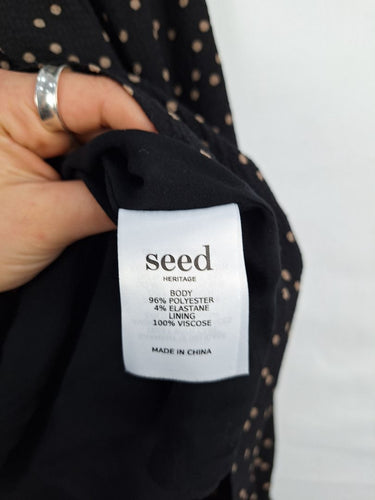 seed
HERITAGE
BODY
96% POLYESTER
4% ELASTANE
LINING
100% VISCOSE
MADE IN CHINA